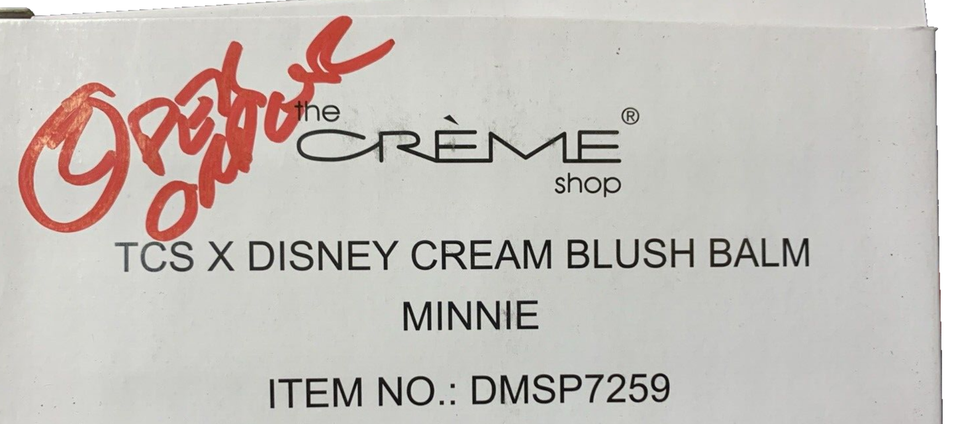 the
CRÈME®
shop
TCS X DISNEY CREAM BLUSH BALM
MINNIE
ITEM NO.: DMSP7259